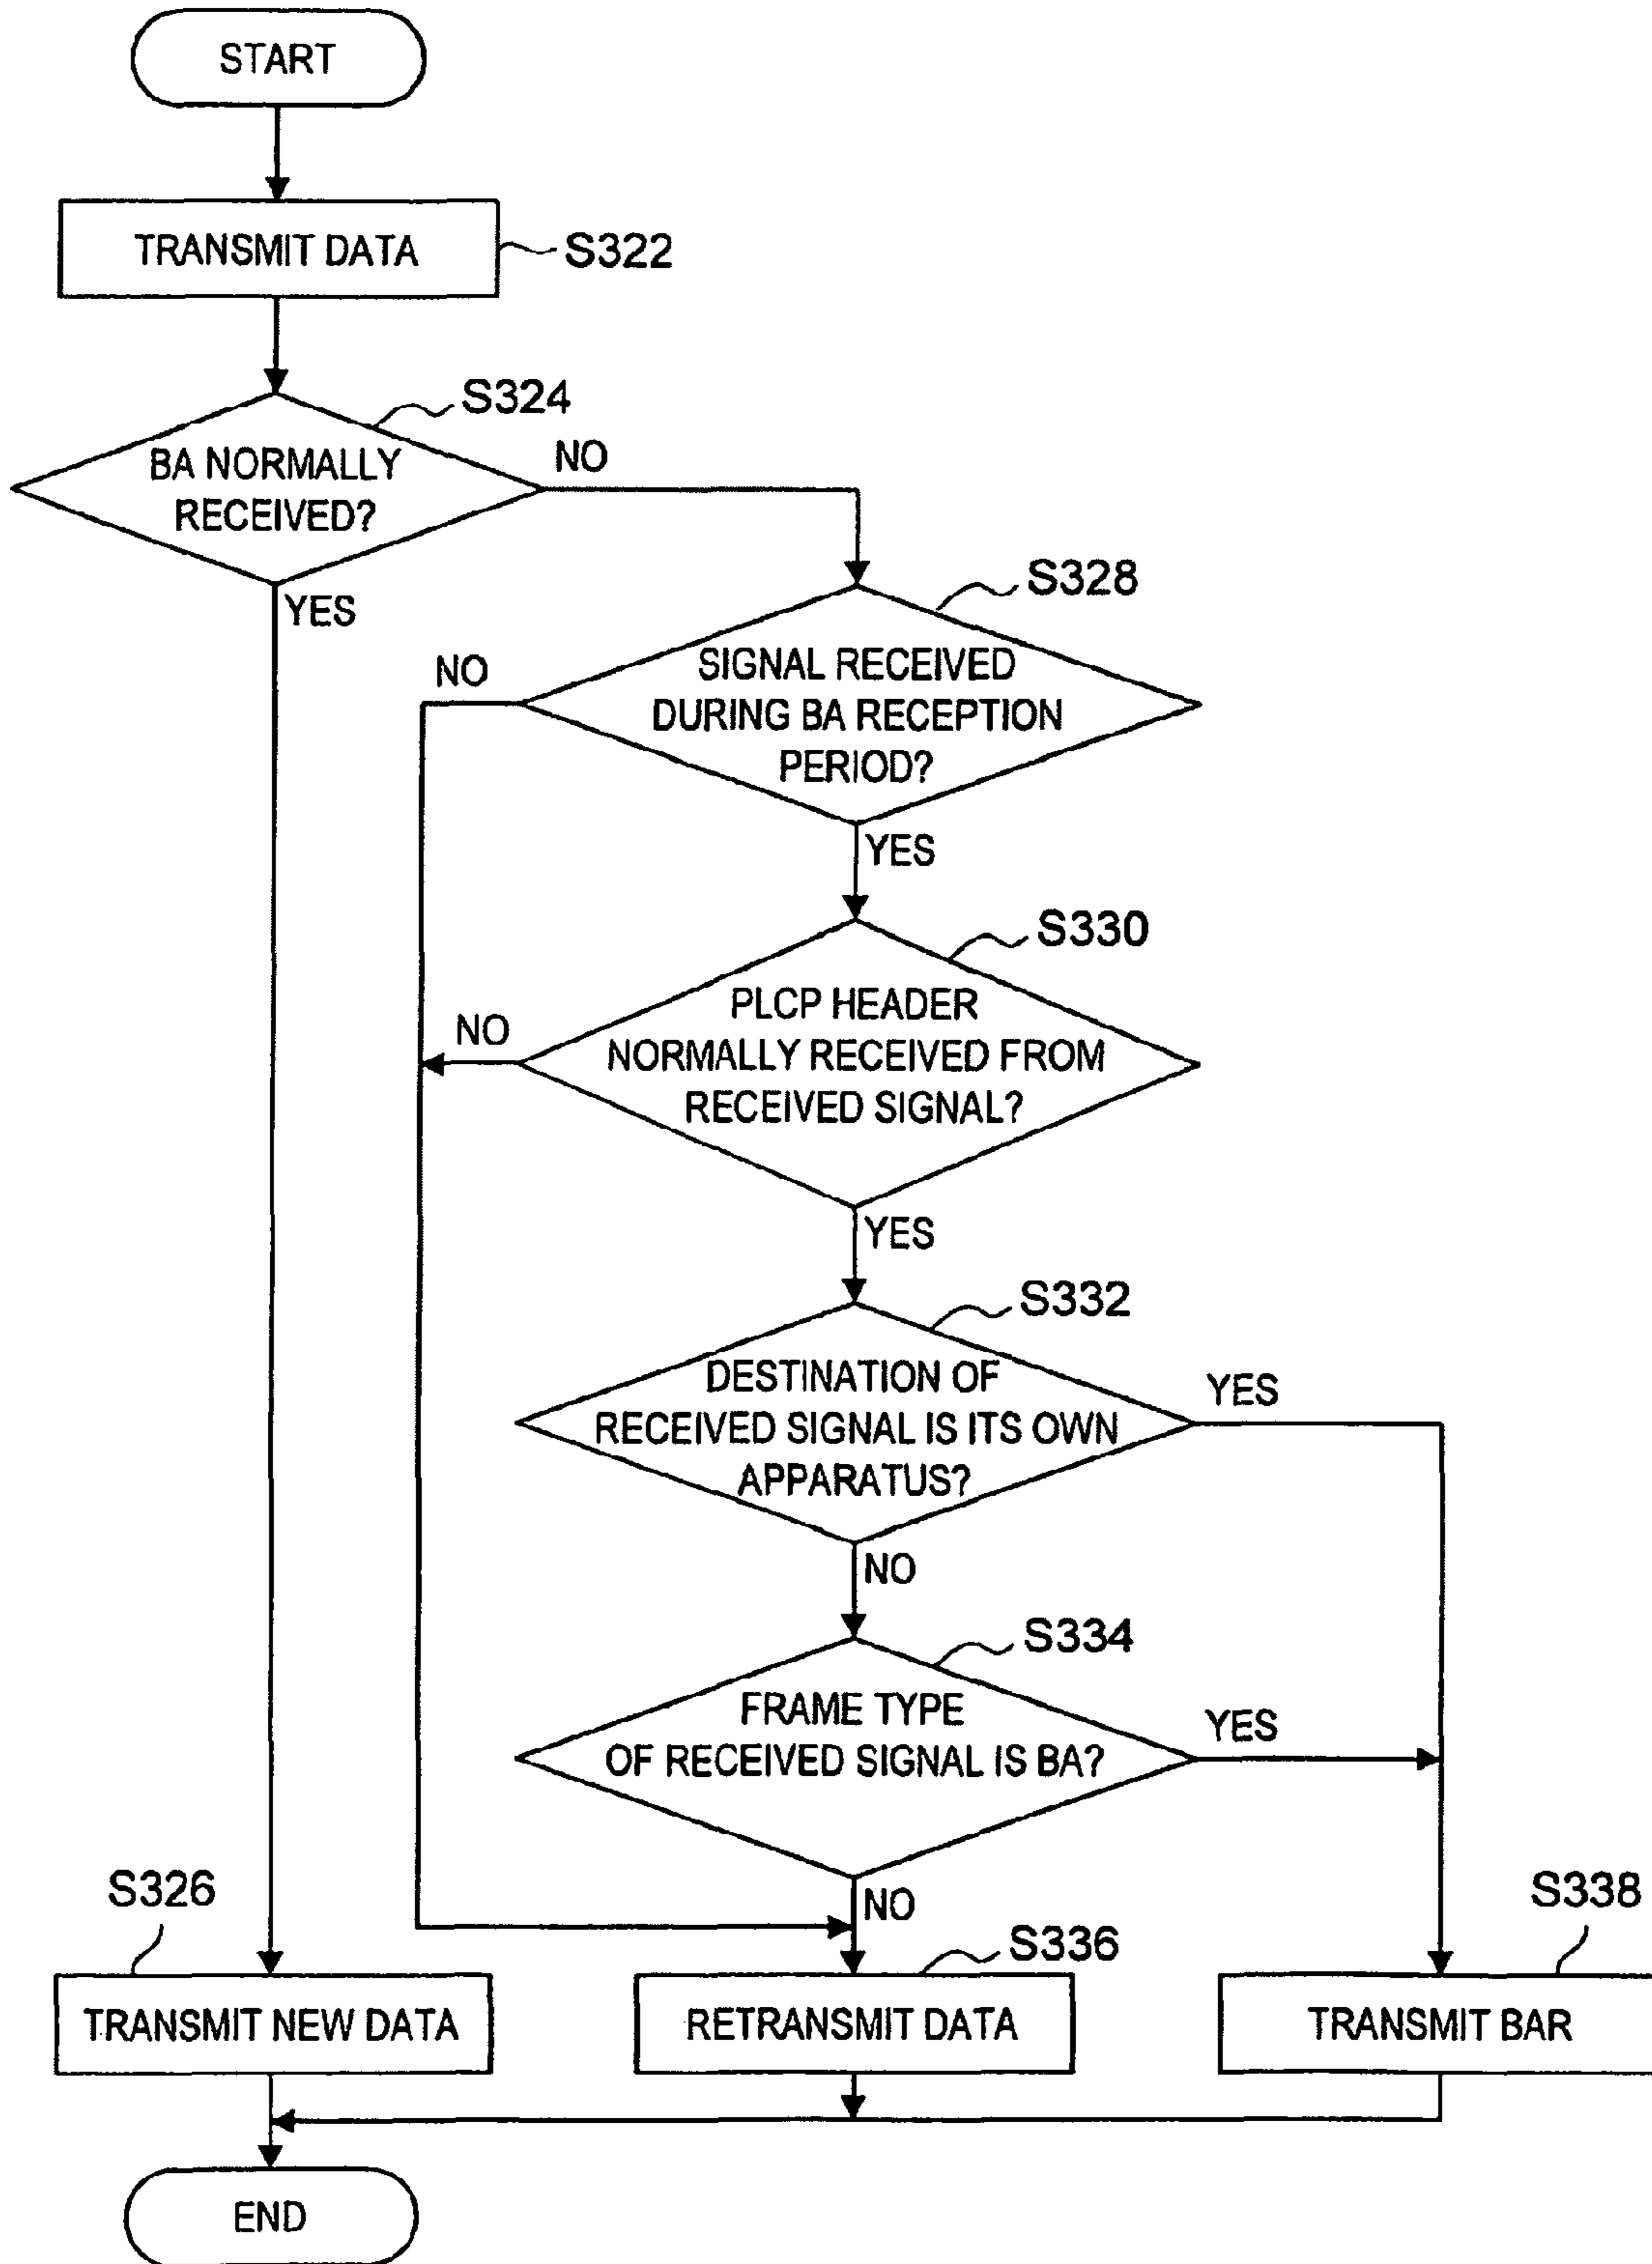 START
TRANSMIT DATA
S322
S324
BA NORMALLY
RECEIVED?
NO
YES
S328
SIGNAL RECEIVED
DURING BA RECEPTION
PERIOD?
NO
YES
S330
PLCP HEADER
NORMALLY RECEIVED FROM
RECEIVED SIGNAL?
NO
YES
S332
DESTINATION OF
RECEIVED SIGNAL IS ITS OWN
APPARATUS?
YES
NO
S334
FRAME TYPE
OF RECEIVED SIGNAL IS BA?
YES
NO
S326
TRANSMIT NEW DATA
S336
RETRANSMIT DATA
S338
TRANSMIT BAR
END